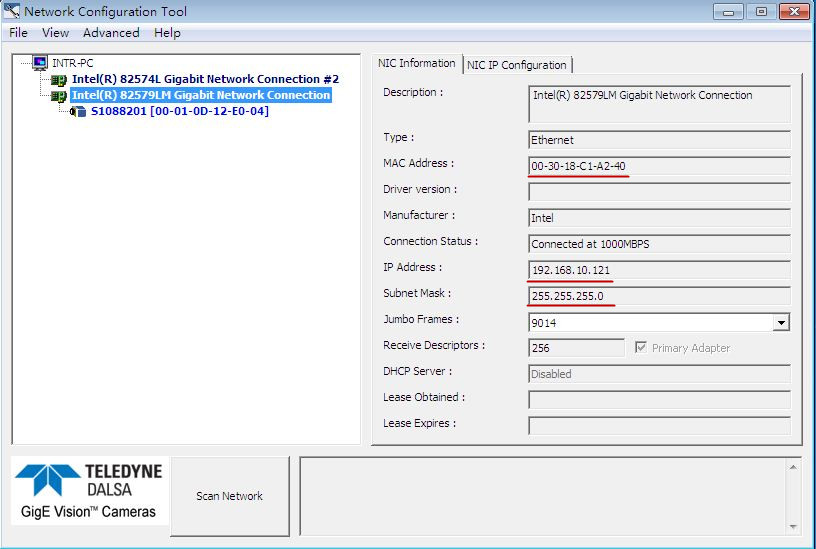 Network Configuration Tool
File View Advanced Help
INTR-PC
Intel(R) 82574L Gigabit Network Connection #2
Intel(R) 82579LM Gigabit Network Connection
S1088201 [00-01-0D-12-E0-04]
NIC Information NIC IP Configuration
Description : Intel(R) 82579LM Gigabit Network Connection
Type : Ethernet
MAC Address : 00-30-18-C1-A2-40
Driver version :
Manufacturer : Intel
Connection Status : Connected at 1000MBPS
IP Address : 192.168.10.121
Subnet Mask : 255.255.255.0
Jumbo Frames : 9014
Receive Descriptors : 256 Primary Adapter
DHCP Server : Disabled
Lease Obtained :
Lease Expires :
TELEDYNE
DALSA
GigE Vision™ Cameras
Scan Network